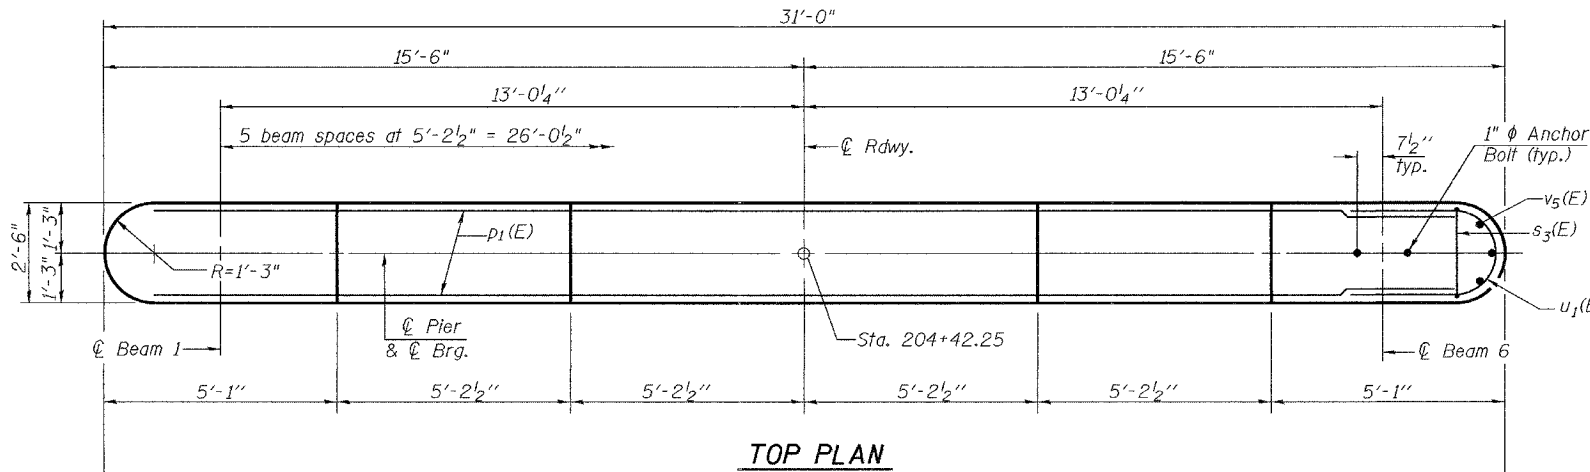 31'-0"
15'-6" 15'-6"
13'-0¼" 13'-0¼"
5 beam spaces at 5'-2½" = 26'-0½"
℄ Rdwy.
7½"
typ.
1" ϕ Anchor
Bolt (typ.)
v5(E)
s3(E)
2'-6"
1'-3"
1'-3"
R=1'-3"
p1(E)
℄ Pier
& ℄ Brg.
℄ Beam 1
Sta. 204+42.25
℄ Beam 6
5'-1" 5'-2½" 5'-2½" 5'-2½" 5'-2½" 5'-1"
TOP PLAN